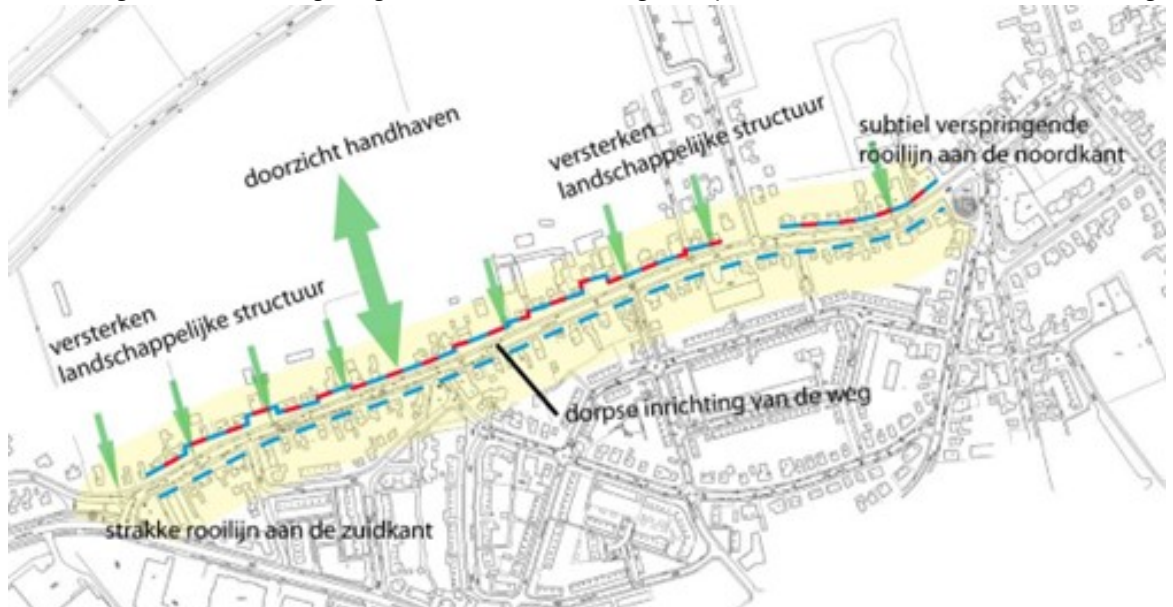 doorzicht handhaven
versterken
landschappelijke structuur
subtiel verspringende
rooilijn aan de noordkant
versterken
landschappelijke structuur
dorpse inrichting van de weg
strakke rooilijn aan de zuidkant